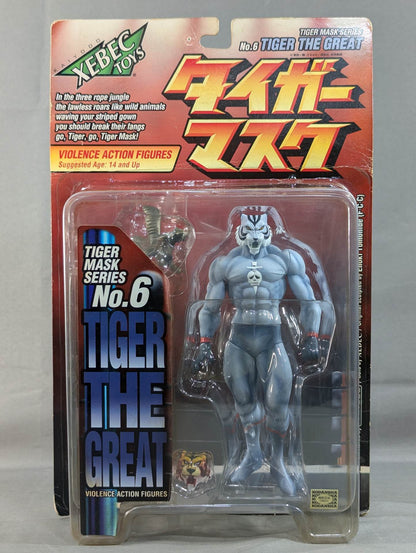 XEBEC
TOYS
TIGER MASK SERIES
No.6 TIGER THE GREAT
タイガー
マスク
In the three rope jungle
the lawless roars like wild animals
waving your striped gown
you should break their fangs
go, Tiger, go, Tiger Mask!
VIOLENCE ACTION FIGURES
Suggested Age: 14 and Up
TIGER
MASK
SERIES
No.6
TIGER
THE
GREAT
VIOLENCE ACTION FIGURES
KODANSHA
KODANSHA